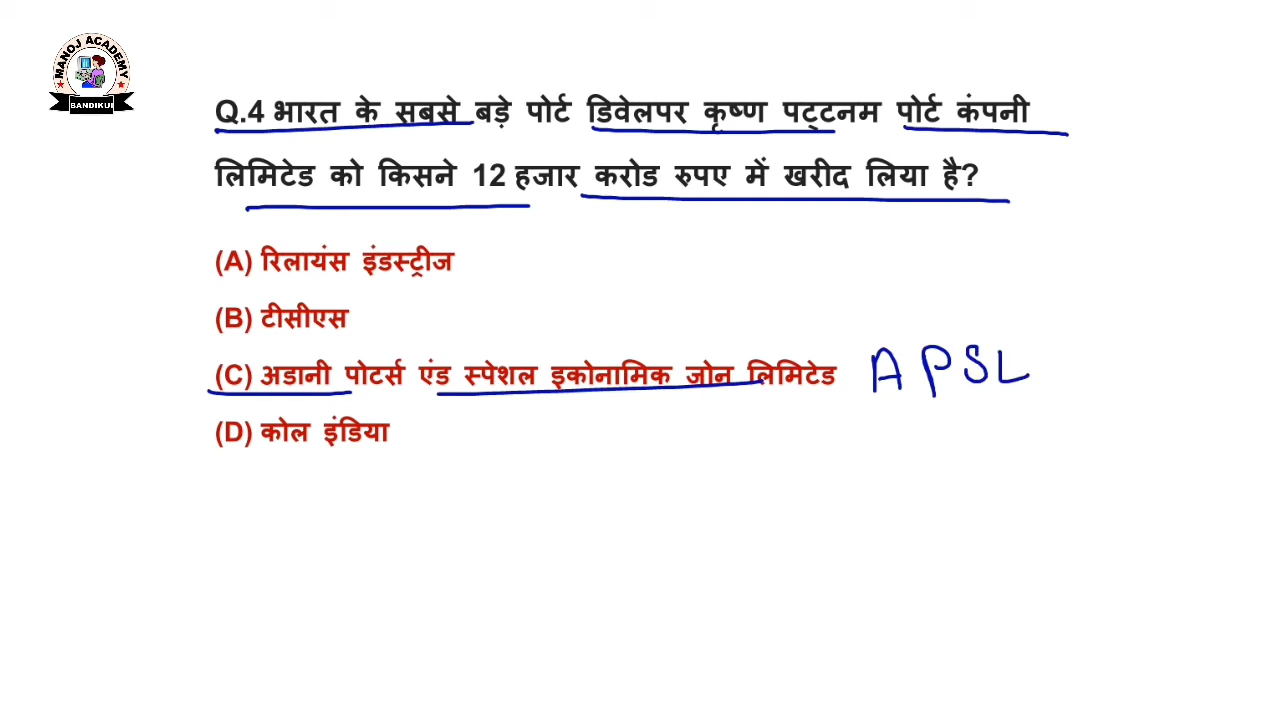 MANOJ ACADEMY
BANDIKUI
Q.4 भारत के सबसे बड़े पोर्ट डिवेलपर कृष्ण पट्टनम पोर्ट कंपनी
लिमिटेड को किसने 12 हजार करोड रुपए में खरीद लिया है?
(A) रिलायंस इंडस्ट्रीज
(B) टीसीएस
(C) अडानी पोटर्स एंड स्पेशल इकोनामिक जोन लिमिटेड APSL
(D) कोल इंडिया